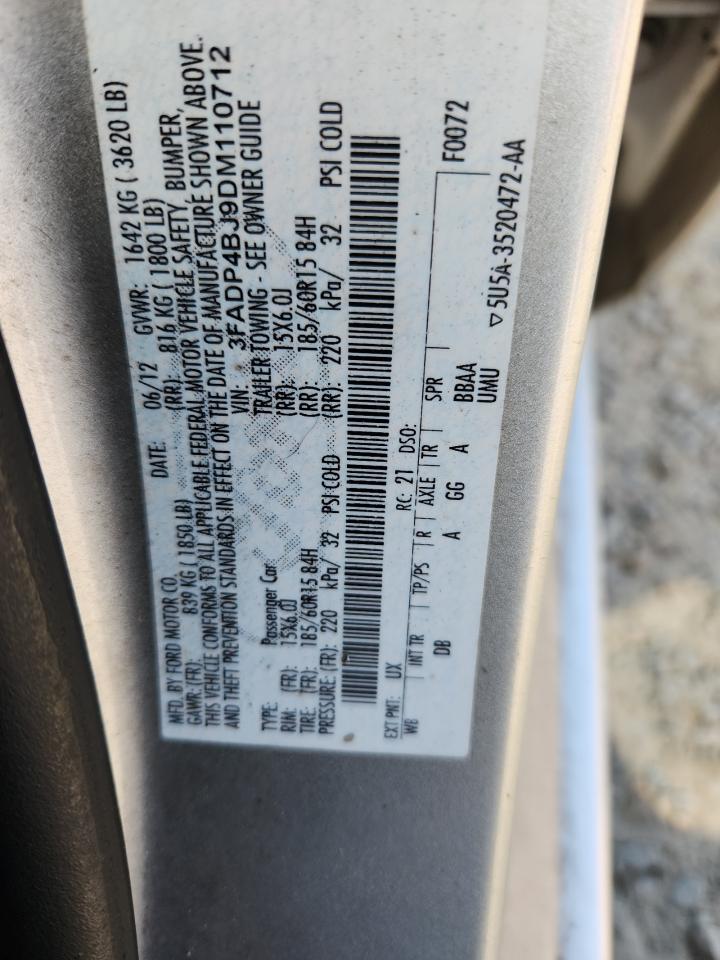 MFD. BY FORD MOTOR CO. DATE: 06/12 GVWR: 1642 KG ( 3620 LB)
GAWR: (FR): 839 KG ( 1850 LB) (RR): 816 KG ( 1800 LB)
THIS VEHICLE CONFORMS TO ALL APPLICABLE FEDERAL MOTOR VEHICLE SAFETY, BUMPER,
AND THEFT PREVENTION STANDARDS IN EFFECT ON THE DATE OF MANUFACTURE SHOWN ABOVE.
VIN: 3FADP4BJ9DM110712
TYPE: Passenger Car TRAILER TOWING - SEE OWNER GUIDE
RIM: (FR): 15X6.0J (RR): 15X6.0J
TIRE: (FR): 185/60R15 84H (RR): 185/60R15 84H
PRESSURE: (FR): 220 kPa/ 32 PSI COLD (RR): 220 kPa/ 32 PSI COLD
EXT PNT: UX RC: 21 DSO: F0072
WB INT TR TP/PS R AXLE TR SPR
DB A GG A BBAA
UMU
▽5U5A-3520472-AA